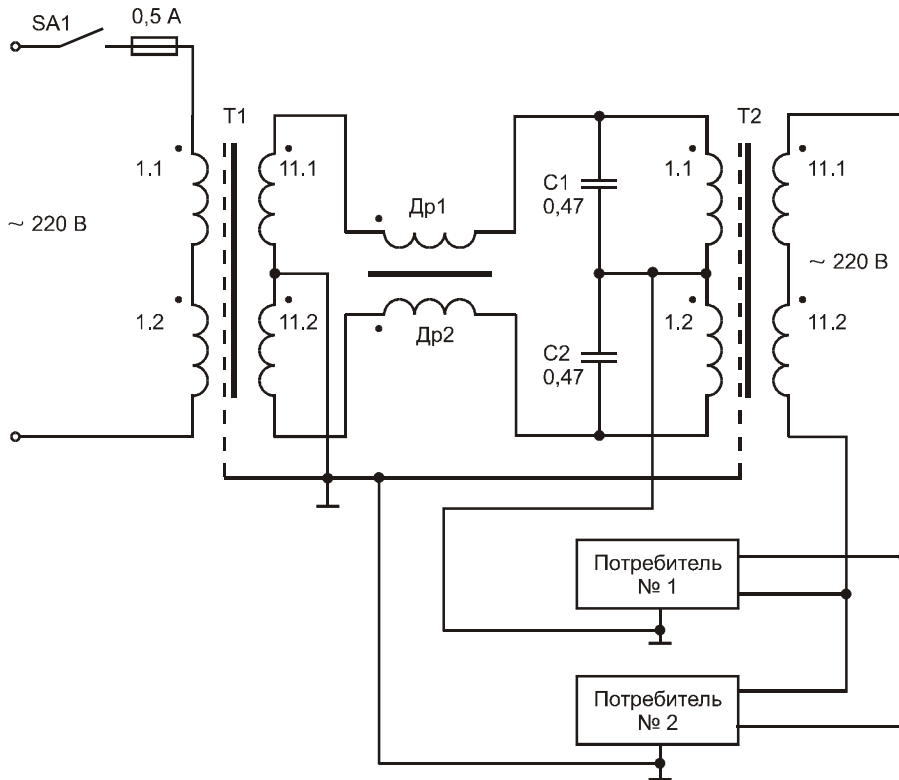 SA1
0,5 А
Т1
Т2
1.1
11.1
1.1
11.1
Др1
С1
0,47
~ 220 В
~ 220 В
1.2
11.2
1.2
11.2
Др2
С2
0,47
Потребитель
№ 1
Потребитель
№ 2